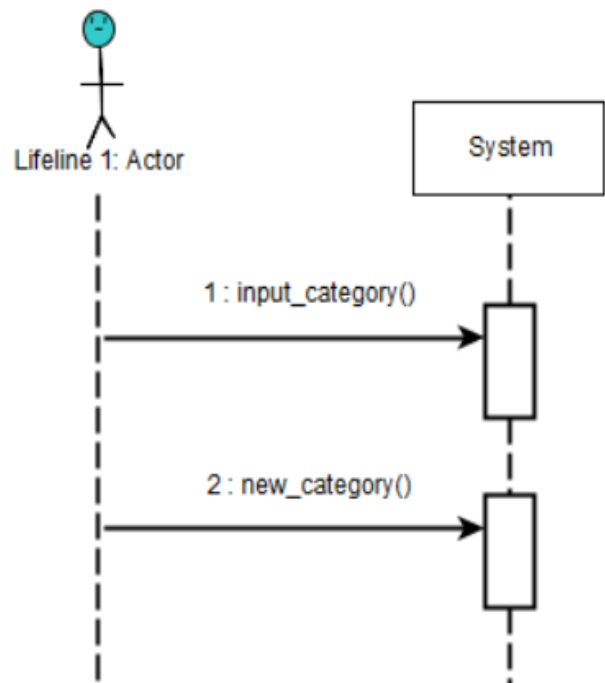 System
Lifeline 1: Actor
1 : input_category()
2 : new_category()